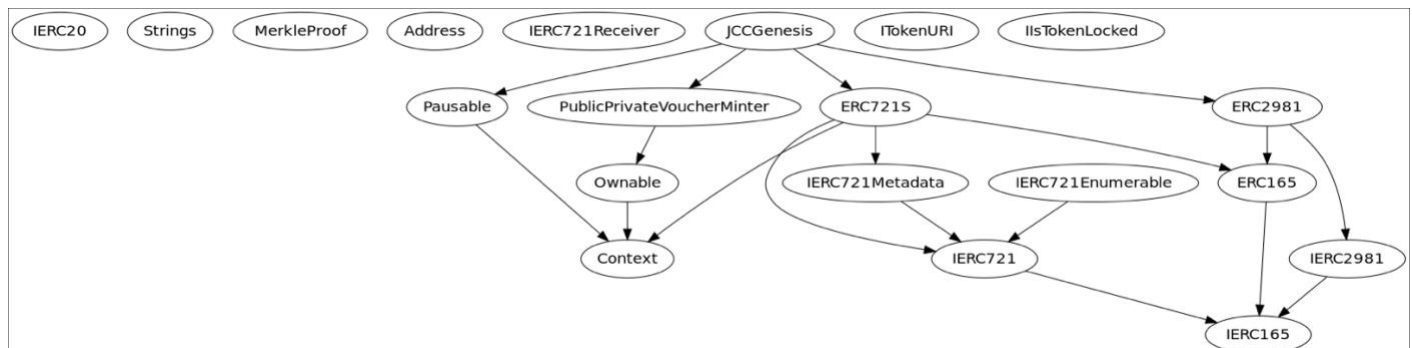 IERC20
Strings
MerkleProof
Address
IERC721Receiver
JCCGenesis
ITokenURI
IIsTokenLocked
Pausable
PublicPrivateVoucherMinter
ERC721S
ERC2981
Ownable
IERC721Metadata
IERC721Enumerable
ERC165
Context
IERC721
IERC2981
IERC165